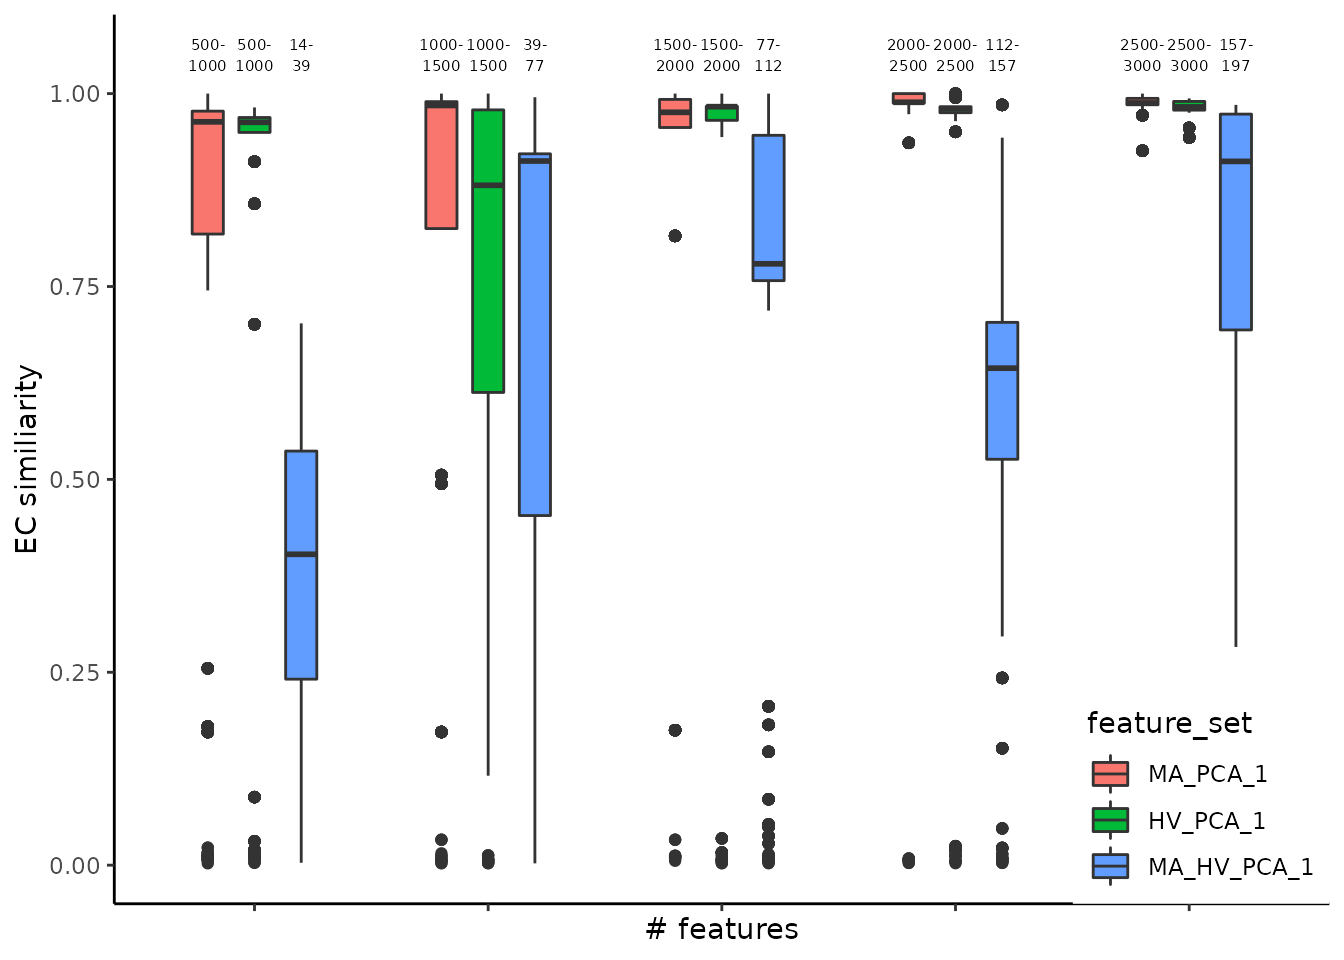 500- 500- 14- 1000- 1000- 39- 1500- 1500- 77- 2000- 2000- 112- 2500- 2500- 157-
1000 1000 39 1500 1500 77 2000 2000 112 2500 2500 157 3000 3000 197
1.00
0.75
0.50
0.25
0.00
EC similiarity
# features
feature_set
MA_PCA_1
HV_PCA_1
MA_HV_PCA_1